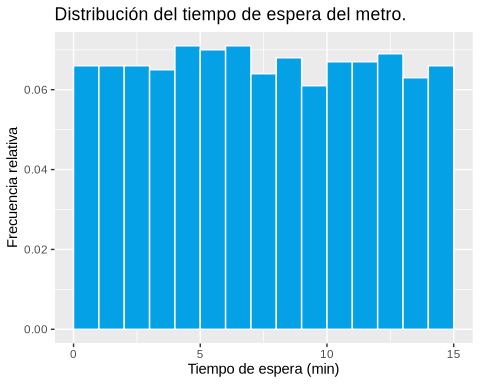 Distribución del tiempo de espera del metro.
Frecuencia relativa
0.06
0.04
0.02
0.00
0
5
10
15
Tiempo de espera (min)